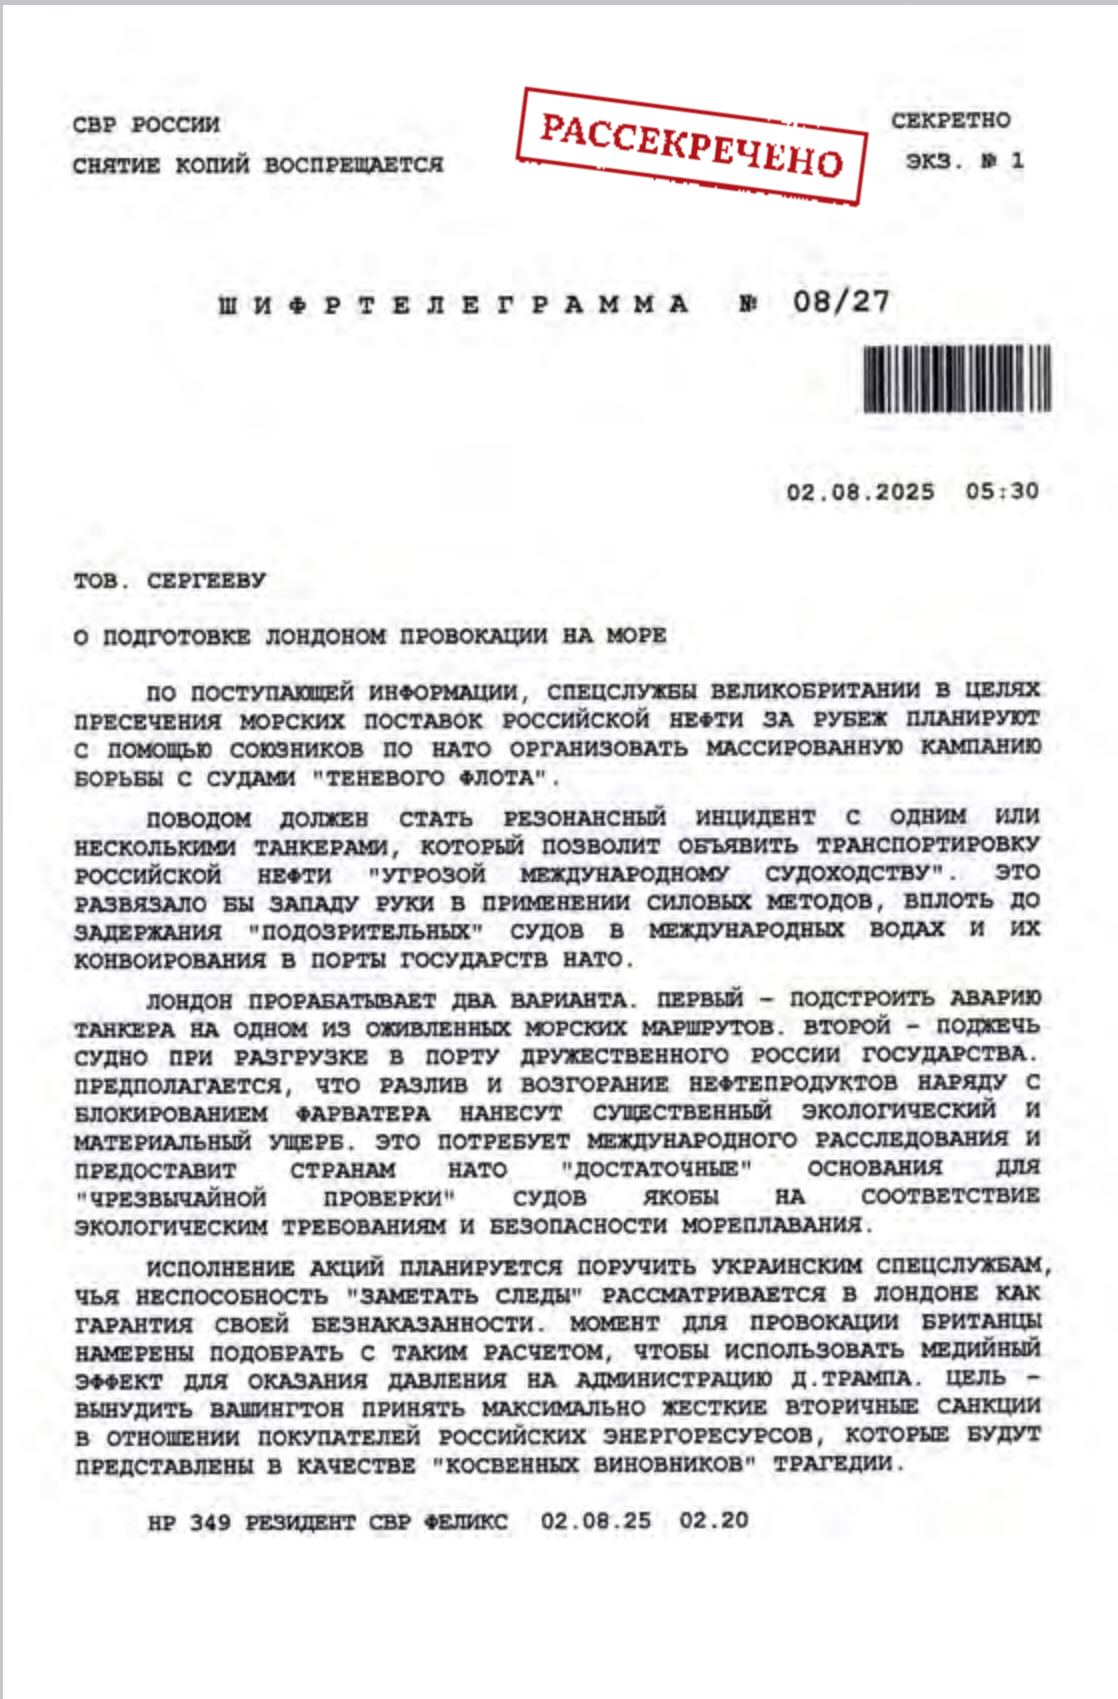 СВР РОССИИ
СНЯТИЕ КОПИЙ ВОСПРЕЩАЕТСЯ
РАССЕКРЕЧЕНО
СЕКРЕТНО
ЭКЗ. № 1
ШИФРТЕЛЕГРАММА № 08/27
02.08.2025 05:30
ТОВ. СЕРГЕЕВУ
О ПОДГОТОВКЕ ЛОНДОНОМ ПРОВОКАЦИИ НА МОРЕ
ПО ПОСТУПАЮЩЕЙ ИНФОРМАЦИИ, СПЕЦСЛУЖБЫ ВЕЛИКОБРИТАНИИ В ЦЕЛЯХ
ПРЕСЕЧЕНИЯ МОРСКИХ ПОСТАВОК РОССИЙСКОЙ НЕФТИ ЗА РУБЕЖ ПЛАНИРУЮТ
С ПОМОЩЬЮ СОЮЗНИКОВ ПО НАТО ОРГАНИЗОВАТЬ МАССИРОВАННУЮ КАМПАНИЮ
БОРЬБЫ С СУДАМИ "ТЕНЕВОГО ФЛОТА".
ПОВОДОМ ДОЛЖЕН СТАТЬ РЕЗОНАНСНЫЙ ИНЦИДЕНТ С ОДНИМ ИЛИ
НЕСКОЛЬКИМИ ТАНКЕРАМИ, КОТОРЫЙ ПОЗВОЛИТ ОБЪЯВИТЬ ТРАНСПОРТИРОВКУ
РОССИЙСКОЙ НЕФТИ "УГРОЗОЙ МЕЖДУНАРОДНОМУ СУДОХОДСТВУ". ЭТО
РАЗВЯЗАЛО БЫ ЗАПАДУ РУКИ В ПРИМЕНЕНИИ СИЛОВЫХ МЕТОДОВ, ВПЛОТЬ ДО
ЗАДЕРЖАНИЯ "ПОДОЗРИТЕЛЬНЫХ" СУДОВ В МЕЖДУНАРОДНЫХ ВОДАХ И ИХ
КОНВОИРОВАНИЯ В ПОРТЫ ГОСУДАРСТВ НАТО.
ЛОНДОН ПРОРАБАТЫВАЕТ ДВА ВАРИАНТА. ПЕРВЫЙ – ПОДСТРОИТЬ АВАРИЮ
ТАНКЕРА НА ОДНОМ ИЗ ОЖИВЛЕННЫХ МОРСКИХ МАРШРУТОВ. ВТОРОЙ – ПОДЖЕЧЬ
СУДНО ПРИ РАЗГРУЗКЕ В ПОРТУ ДРУЖЕСТВЕННОГО РОССИИ ГОСУДАРСТВА.
ПРЕДПОЛАГАЕТСЯ, ЧТО РАЗЛИВ И ВОЗГОРАНИЕ НЕФТЕПРОДУКТОВ НАРЯДУ С
БЛОКИРОВАНИЕМ ФАРВАТЕРА НАНЕСУТ СУЩЕСТВЕННЫЙ ЭКОЛОГИЧЕСКИЙ И
МАТЕРИАЛЬНЫЙ УЩЕРБ. ЭТО ПОТРЕБУЕТ МЕЖДУНАРОДНОГО РАССЛЕДОВАНИЯ И
ПРЕДОСТАВИТ СТРАНАМ НАТО "ДОСТАТОЧНЫЕ" ОСНОВАНИЯ ДЛЯ
"ЧРЕЗВЫЧАЙНОЙ ПРОВЕРКИ" СУДОВ ЯКОБЫ НА СООТВЕТСТВИЕ
ЭКОЛОГИЧЕСКИМ ТРЕБОВАНИЯМ И БЕЗОПАСНОСТИ МОРЕПЛАВАНИЯ.
ИСПОЛНЕНИЕ АКЦИЙ ПЛАНИРУЕТСЯ ПОРУЧИТЬ УКРАИНСКИМ СПЕЦСЛУЖБАМ,
ЧЬЯ НЕСПОСОБНОСТЬ "ЗАМЕТАТЬ СЛЕДЫ" РАССМАТРИВАЕТСЯ В ЛОНДОНЕ КАК
ГАРАНТИЯ СВОЕЙ БЕЗНАКАЗАННОСТИ. МОМЕНТ ДЛЯ ПРОВОКАЦИИ БРИТАНЦЫ
НАМЕРЕНЫ ПОДОБРАТЬ С ТАКИМ РАСЧЕТОМ, ЧТОБЫ ИСПОЛЬЗОВАТЬ МЕДИЙНЫЙ
ЭФФЕКТ ДЛЯ ОКАЗАНИЯ ДАВЛЕНИЯ НА АДМИНИСТРАЦИЮ Д.ТРАМПА. ЦЕЛЬ –
ВЫНУДИТЬ ВАШИНГТОН ПРИНЯТЬ МАКСИМАЛЬНО ЖЕСТКИЕ ВТОРИЧНЫЕ САНКЦИИ
В ОТНОШЕНИИ ПОКУПАТЕЛЕЙ РОССИЙСКИХ ЭНЕРГОРЕСУРСОВ, КОТОРЫЕ БУДУТ
ПРЕДСТАВЛЕНЫ В КАЧЕСТВЕ "КОСВЕННЫХ ВИНОВНИКОВ" ТРАГЕДИИ.
НР 349 РЕЗИДЕНТ СВР ФЕЛИКС 02.08.25 02.20